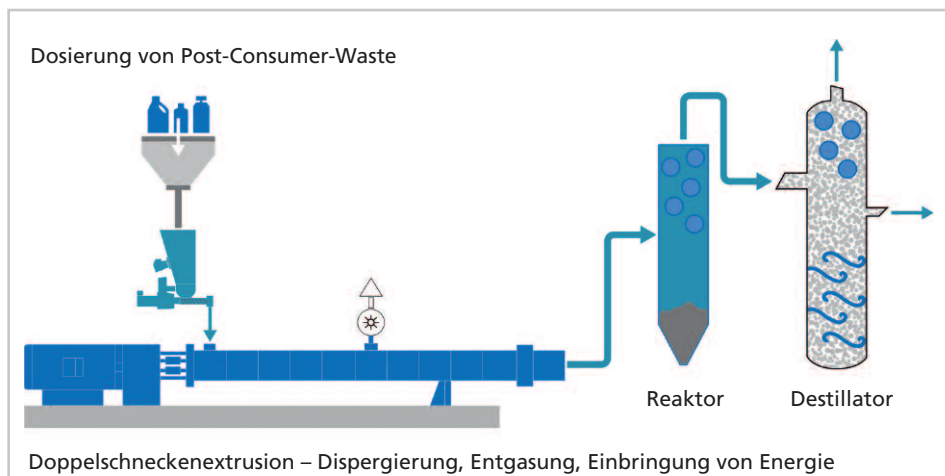 Dosierung von Post-Consumer-Waste
Reaktor
Destillator
Doppelschneckenextrusion – Dispergierung, Entgasung, Einbringung von Energie